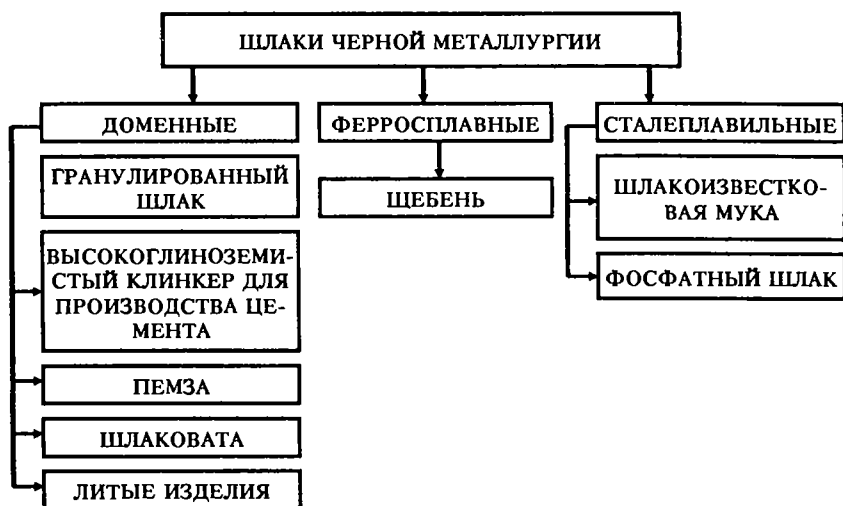 ШЛАКИ ЧЕРНОЙ МЕТАЛЛУРГИИ
ДОМЕННЫЕ
ФЕРРОСПЛАВНЫЕ
СТАЛЕПЛАВИЛЬНЫЕ
ГРАНУЛИРОВАННЫЙ
ШЛАК
ЩЕБЕНЬ
ШЛАКОИЗВЕСТКО-
ВАЯ МУКА
ВЫСОКОГЛИНОЗЕМИ-
СТЫЙ КЛИНКЕР ДЛЯ
ПРОИЗВОДСТВА ЦЕ-
МЕНТА
ФОСФАТНЫЙ ШЛАК
ПЕМЗА
ШЛАКОВАТА
ЛИТЫЕ ИЗДЕЛИЯ